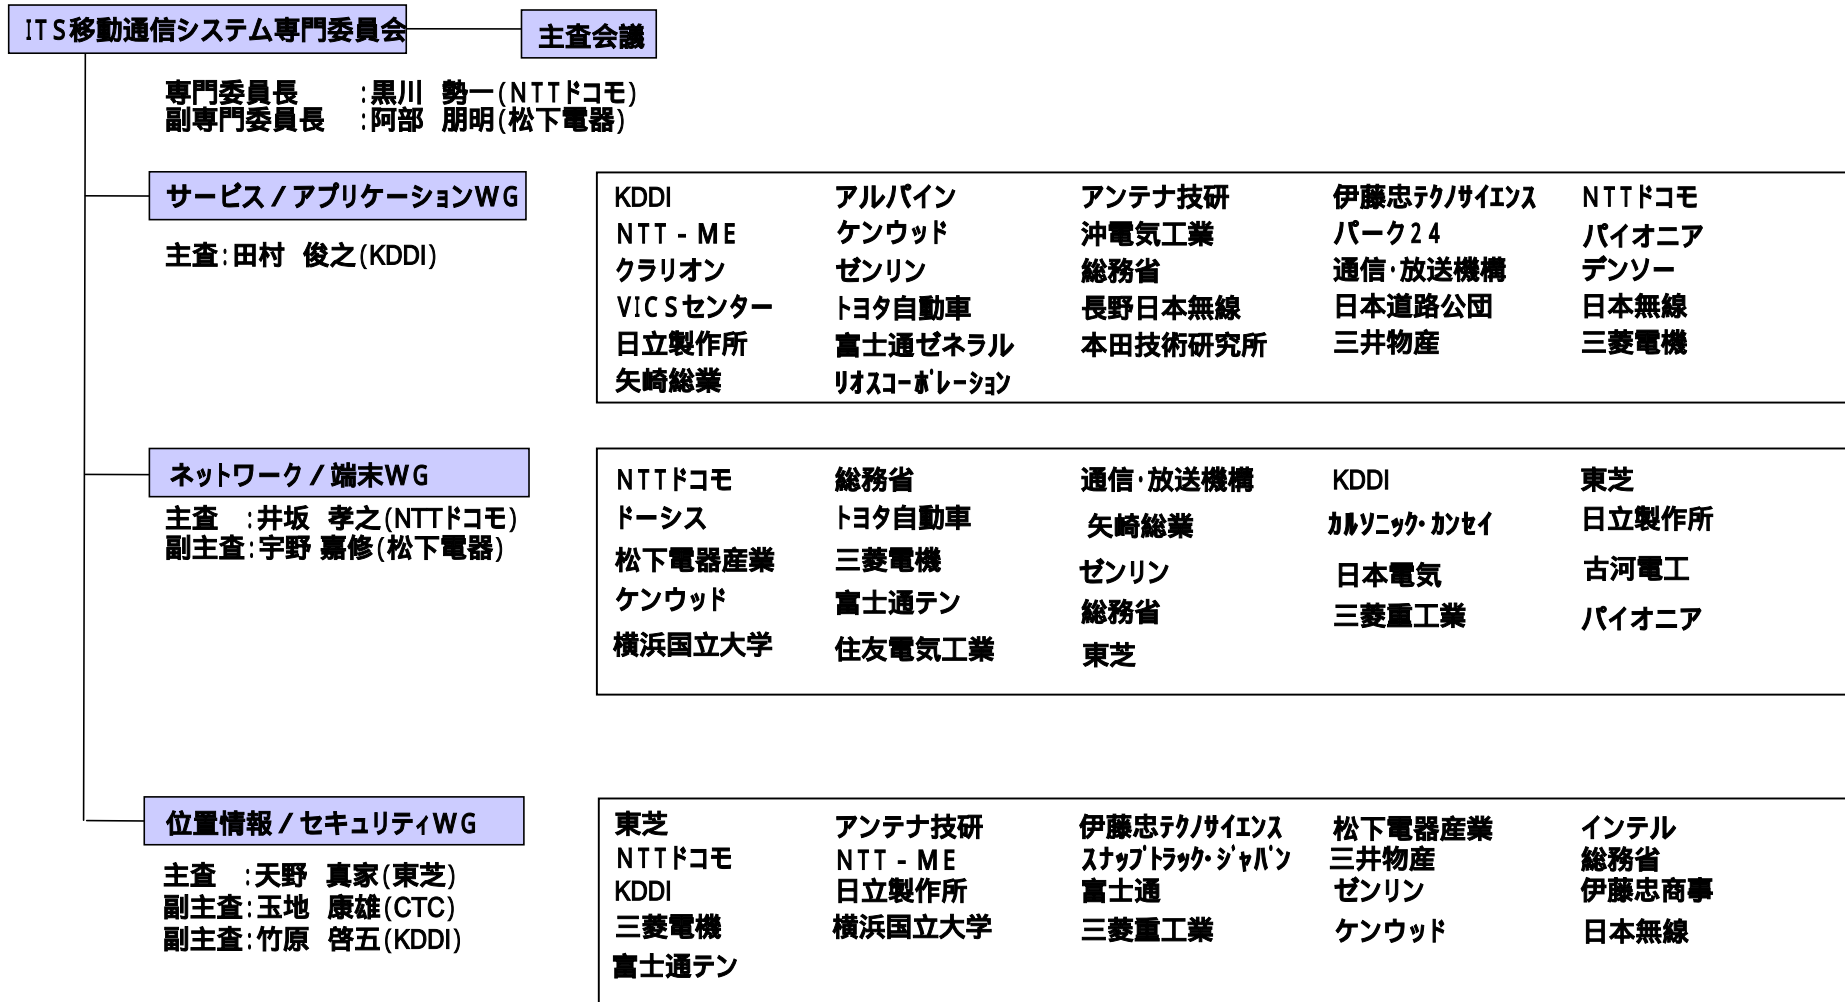 ITS移動通信システム専門委員会
主査会議
専門委員長　　:黒川　勢一(NTTドコモ)
副専門委員長　:阿部　朋明(松下電器)
サービス/アプリケーションWG
主査:田村　俊之(KDDI)
KDDI アルパイン アンテナ技研 伊藤忠ﾃｸﾉｻｲｴﾝｽ NTTドコモ
NTT-ME ケンウッド 沖電気工業 パーク24 パイオニア
クラリオン ゼンリン 総務省 通信・放送機構 デンソー
VICSセンター トヨタ自動車 長野日本無線 日本道路公団 日本無線
日立製作所 富士通ゼネラル 本田技術研究所 三井物産 三菱電機
矢崎総業 ﾘｵｽｺｰﾎﾟﾚｰｼｮﾝ
ネットワーク/端末WG
主査　:井坂　孝之(NTTドコモ)
副主査:宇野 嘉修(松下電器)
NTTドコモ 総務省 通信・放送機構 KDDI 東芝
ドーシス トヨタ自動車 矢崎総業 ｶﾙｿﾆｯｸ･ｶﾝｾｲ 日立製作所
松下電器産業 三菱電機 ゼンリン 日本電気 古河電工
ケンウッド 富士通テン 総務省 三菱重工業 パイオニア
横浜国立大学 住友電気工業 東芝
位置情報/セキュリティWG
主査　:天野　真家(東芝)
副主査:玉地　康雄(CTC)
副主査:竹原　啓五(KDDI)
東芝 アンテナ技研 伊藤忠ﾃｸﾉｻｲｴﾝｽ 松下電器産業 インテル
NTTドコモ NTT-ME ｽﾅｯﾌﾟﾄﾗｯｸ･ｼﾞｬﾊﾟﾝ 三井物産 総務省
KDDI 日立製作所 富士通 ゼンリン 伊藤忠商事
三菱電機 横浜国立大学 三菱重工業 ケンウッド 日本無線
富士通テン